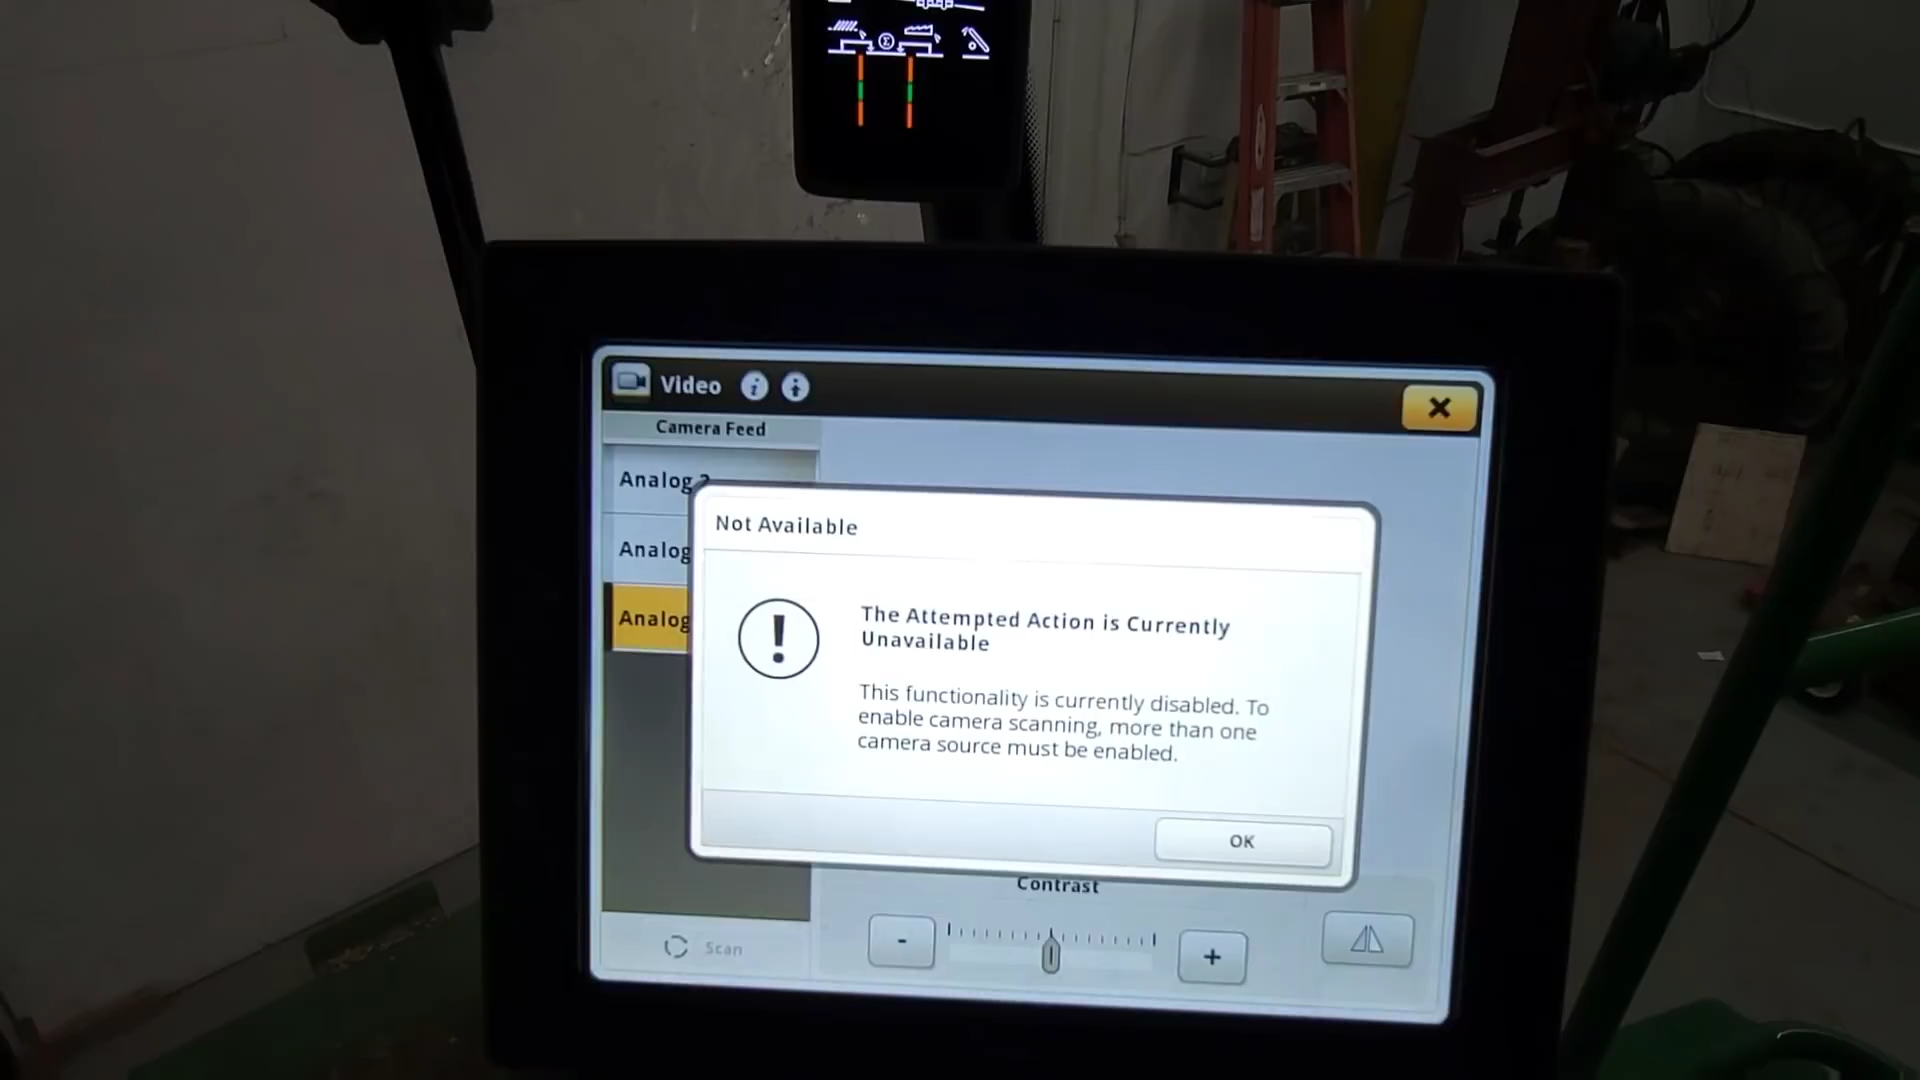 Video
Camera Feed
Analog
Analog
Analog
Not Available
!
The Attempted Action is Currently
Unavailable
This functionality is currently disabled. To
enable camera scanning, more than one
camera source must be enabled.
OK
Contrast
Scan
-
+